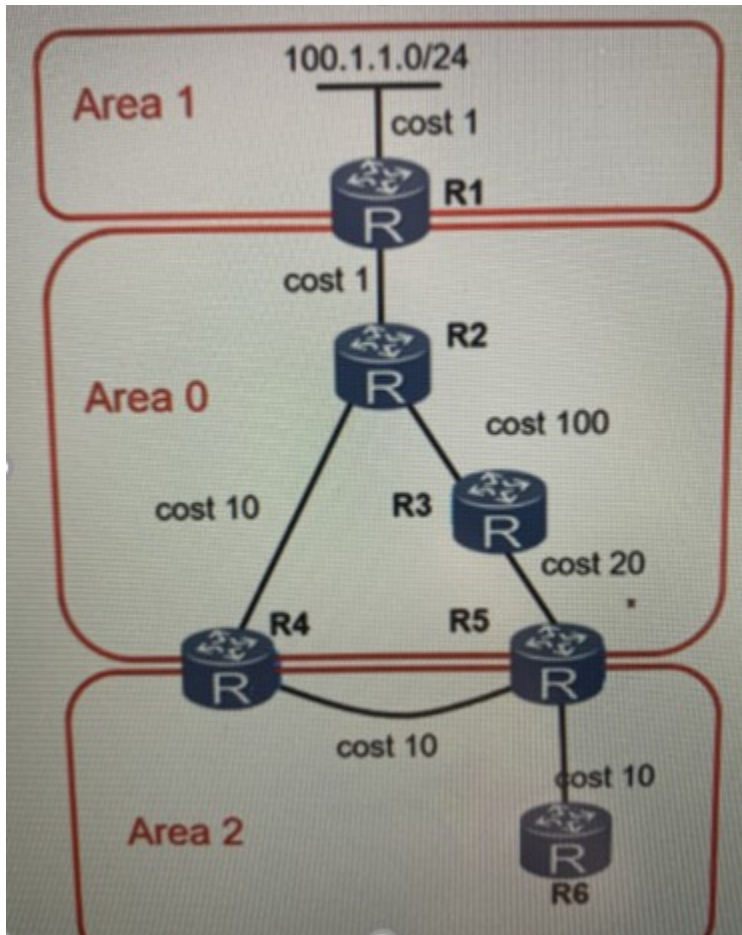 100.1.1.0/24
Area 1
cost 1
R1
R
cost 1
R2
R
Area 0
cost 100
cost 10
R3
R
cost 20
R4
R5
R
R
cost 10
cost 10
Area 2
R
R6